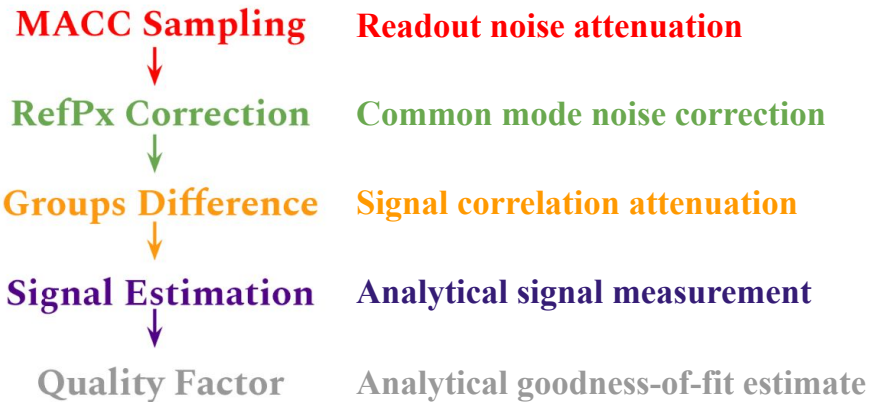 MACC Sampling Readout noise attenuation
RefPx Correction Common mode noise correction
Groups Difference Signal correlation attenuation
Signal Estimation Analytical signal measurement
Quality Factor Analytical goodness-of-fit estimate